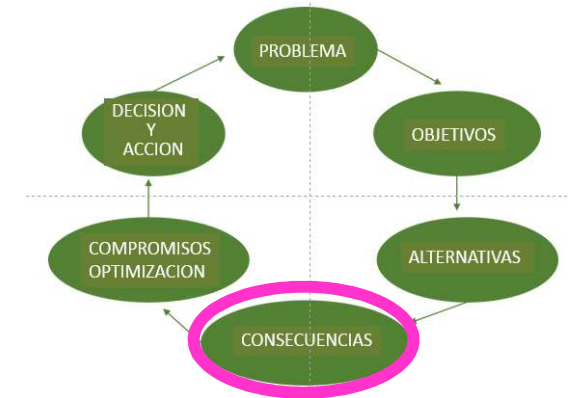 PROBLEMA
OBJETIVOS
ALTERNATIVAS
CONSECUENCIAS
COMPROMISOS
OPTIMIZACION
DECISION
Y
ACCION